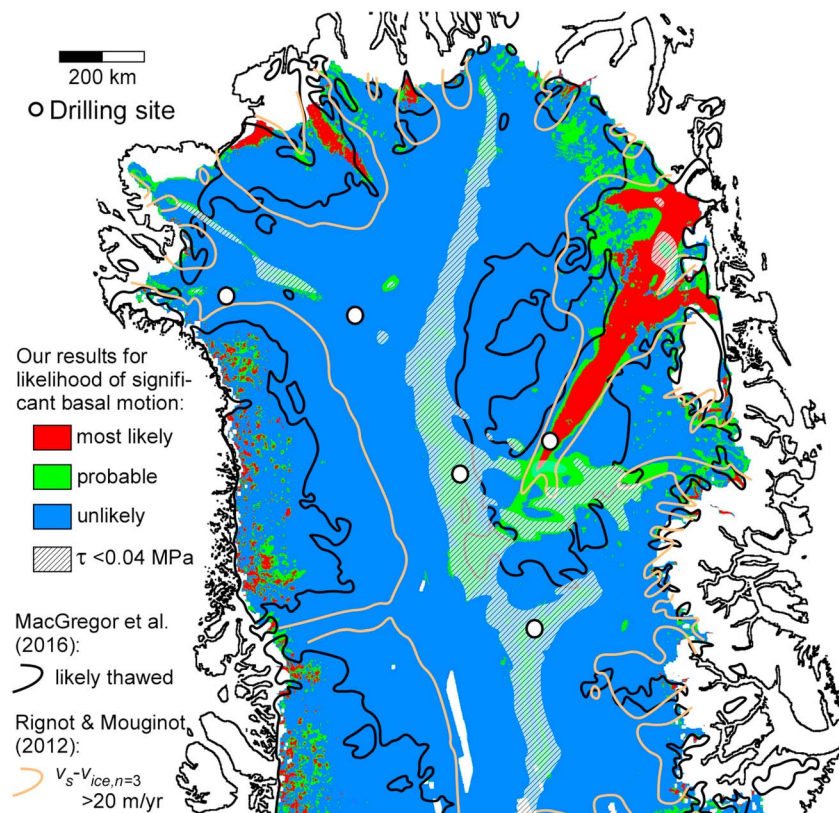 200 km
Drilling site
Our results for
likelihood of signifi-
cant basal motion:
most likely
probable
unlikely
τ <0.04 MPa
MacGregor et al.
(2016):
likely thawed
Rignot & Mouginot
(2012):
vs-vice,n=3
>20 m/yr